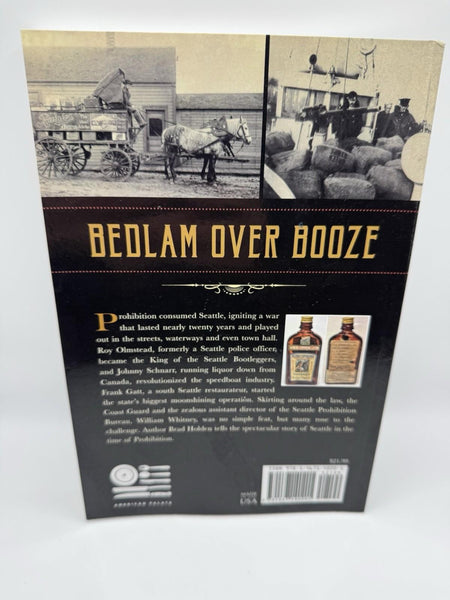 BEDLAM OVER BOOZE
Prohibition consumed Seattle, igniting a war
that lasted nearly twenty years and played
out in the streets, waterways and even town hall.
Roy Olmstead, formerly a Seattle police officer,
became the King of the Seattle Bootleggers,
and Johnny Schnarr, running liquor down from
Canada, revolutionized the speedboat industry.
Frank Gatt, a south Seattle restaurateur, started
the state's biggest moonshining operation. Skirting around the law, the
Coast Guard and the zealous assistant director of the Seattle Prohibition
Bureau, William Whitney, was no simple feat, but many rose to the
challenge. Author Brad Holden tells the spectacular story of Seattle in the
time of Prohibition.
$21.99
AMERICAN PALATE
MADE
USA